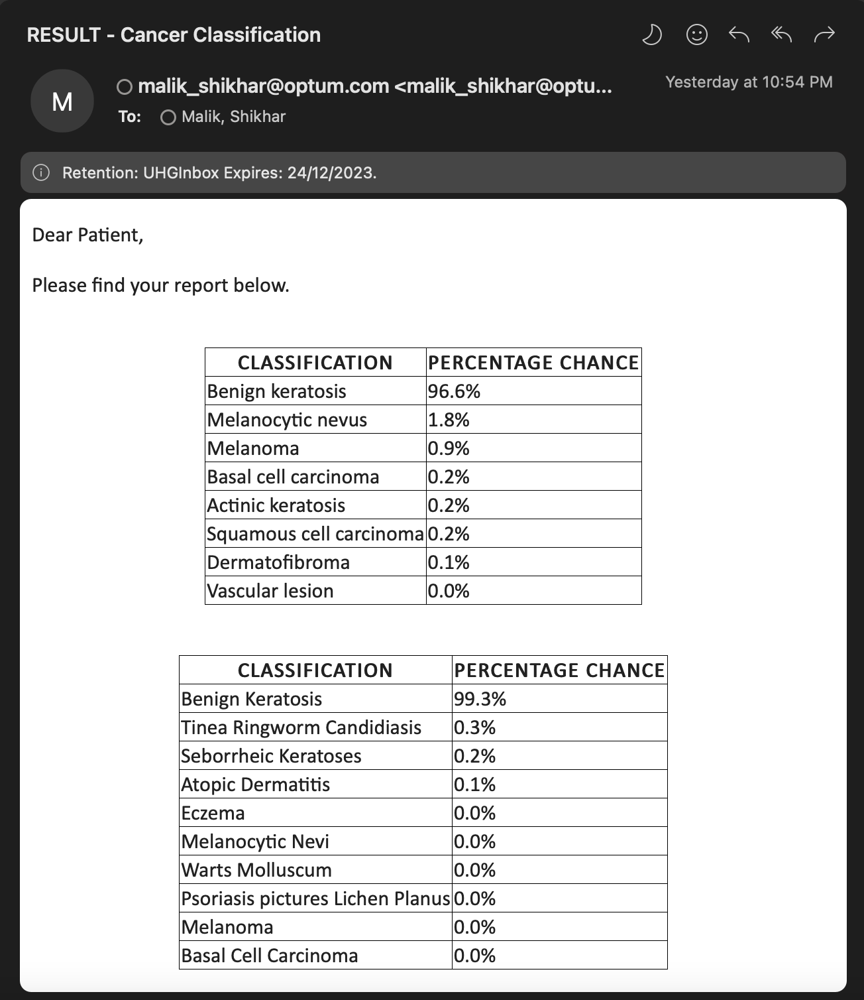 RESULT - Cancer Classification
M
malik_shikhar@optum.com <malik_shikhar@optu...
Yesterday at 10:54 PM
To: Malik, Shikhar
Retention: UHGInbox Expires: 24/12/2023.
Dear Patient,
Please find your report below.
CLASSIFICATION PERCENTAGE CHANCE
Benign keratosis 96.6%
Melanocytic nevus 1.8%
Melanoma 0.9%
Basal cell carcinoma 0.2%
Actinic keratosis 0.2%
Squamous cell carcinoma 0.2%
Dermatofibroma 0.1%
Vascular lesion 0.0%
CLASSIFICATION PERCENTAGE CHANCE
Benign Keratosis 99.3%
Tinea Ringworm Candidiasis 0.3%
Seborrheic Keratoses 0.2%
Atopic Dermatitis 0.1%
Eczema 0.0%
Melanocytic Nevi 0.0%
Warts Molluscum 0.0%
Psoriasis pictures Lichen Planus 0.0%
Melanoma 0.0%
Basal Cell Carcinoma 0.0%